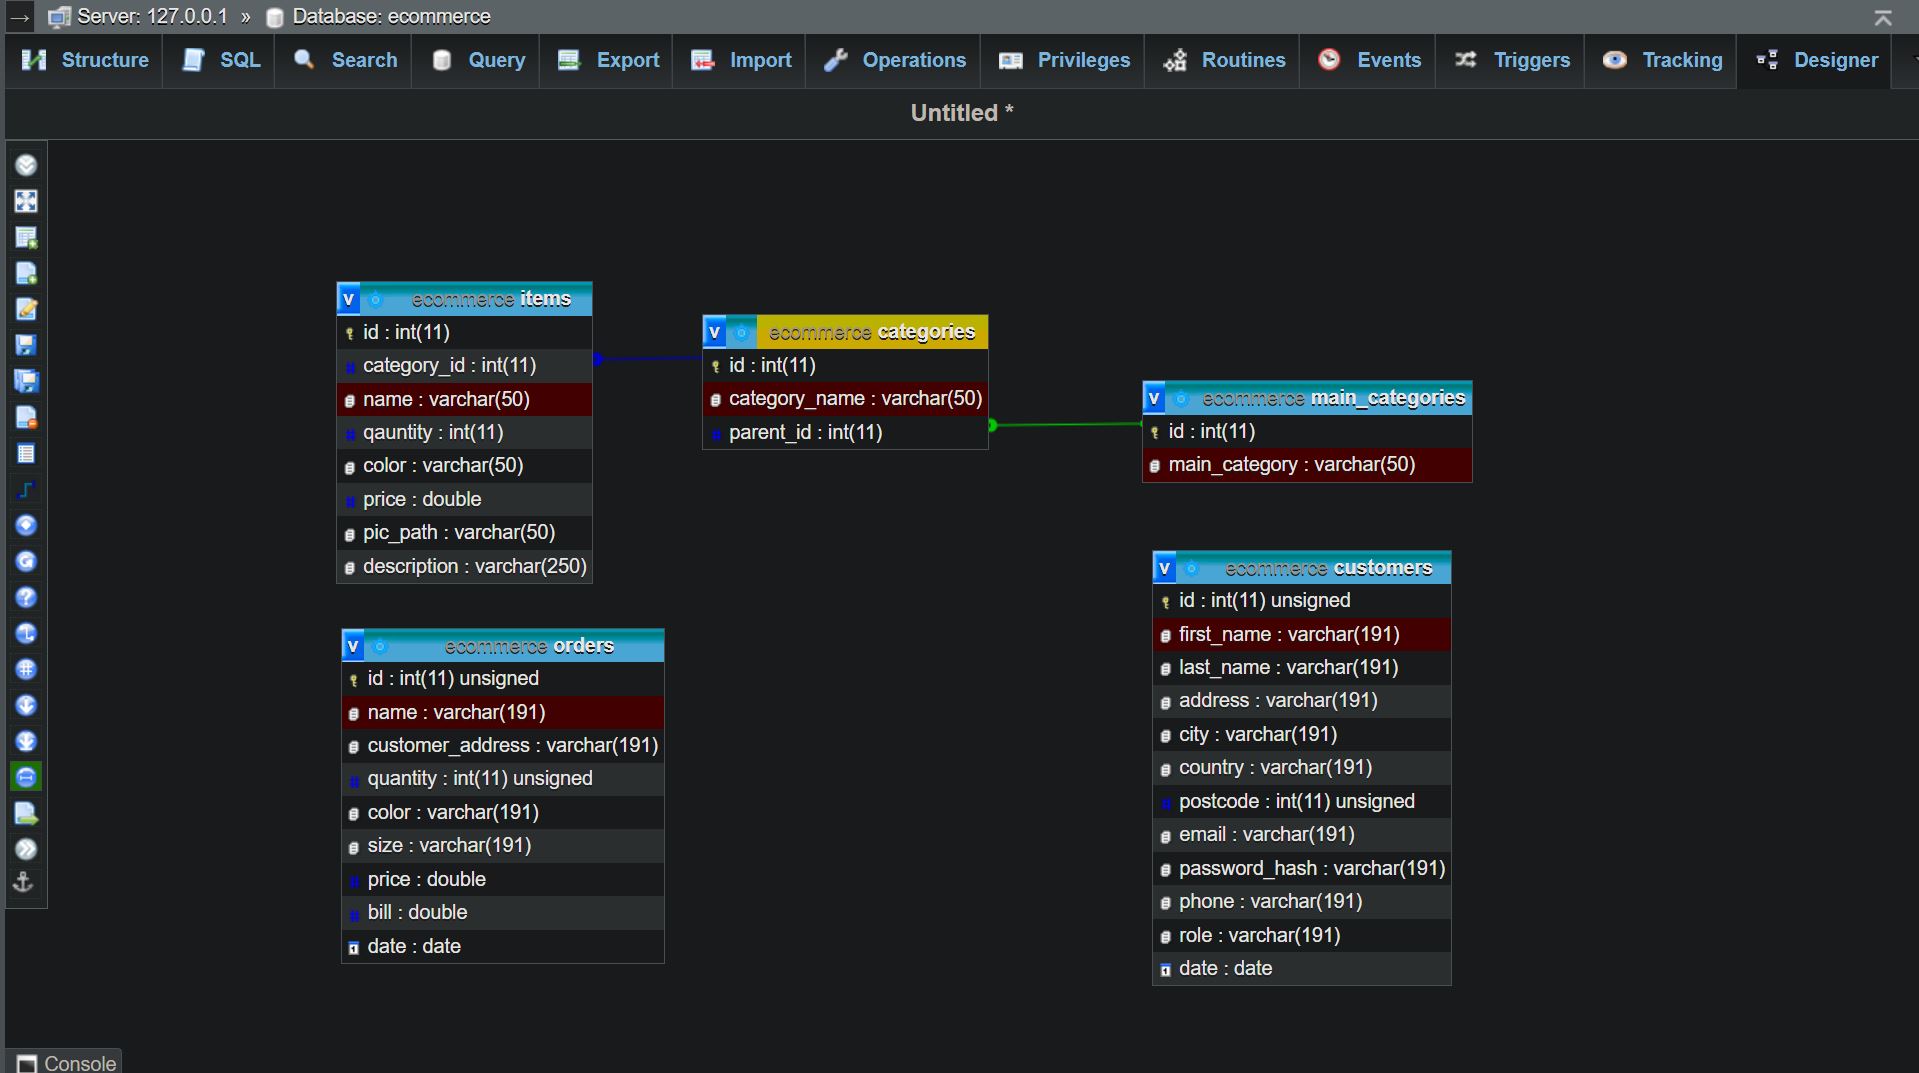 Server: 127.0.0.1 » Database: ecommerce
Structure SQL Search Query Export Import Operations Privileges Routines Events Triggers Tracking Designer
Untitled *
v ecommerce items
id : int(11)
category_id : int(11)
name : varchar(50)
qauntity : int(11)
color : varchar(50)
price : double
pic_path : varchar(50)
description : varchar(250)
v ecommerce categories
id : int(11)
category_name : varchar(50)
parent_id : int(11)
v ecommerce main_categories
id : int(11)
main_category : varchar(50)
v ecommerce orders
id : int(11) unsigned
name : varchar(191)
customer_address : varchar(191)
quantity : int(11) unsigned
color : varchar(191)
size : varchar(191)
price : double
bill : double
date : date
v ecommerce customers
id : int(11) unsigned
first_name : varchar(191)
last_name : varchar(191)
address : varchar(191)
city : varchar(191)
country : varchar(191)
postcode : int(11) unsigned
email : varchar(191)
password_hash : varchar(191)
phone : varchar(191)
role : varchar(191)
date : date
Console